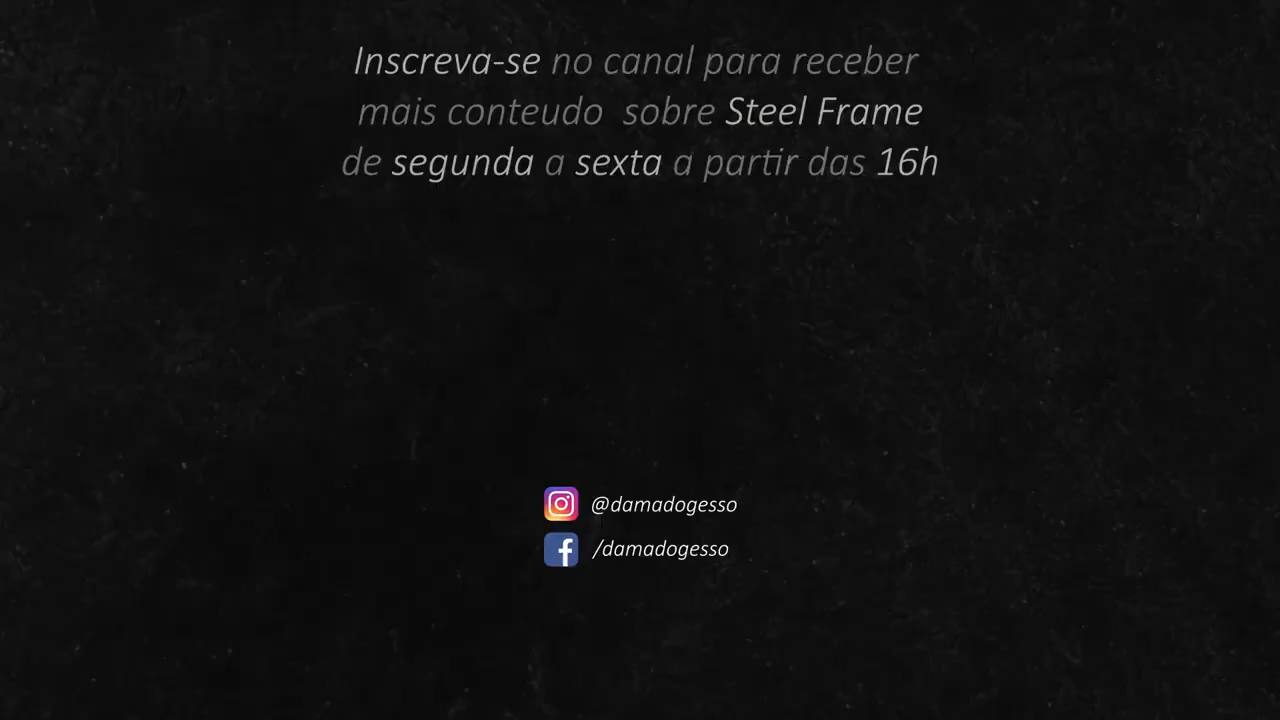 Inscreva-se no canal para receber
mais conteudo sobre Steel Frame
de segunda a sexta a partir das 16h
@damadogesso
/damadogesso